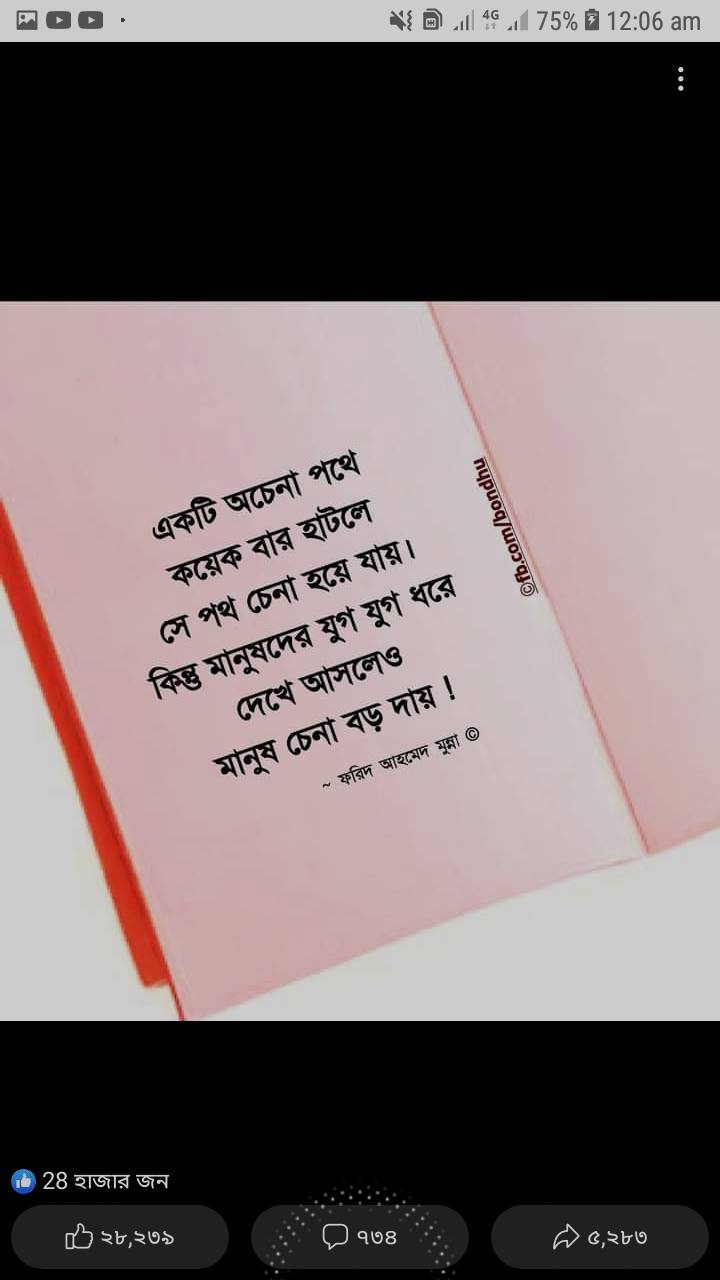 4G 75% 12:06 am
একটি অচেনা পথে
কয়েক বার হাটলে
সে পথ চেনা হয়ে যায়।
কিন্তু মানুষদের যুগ যুগ ধরে
দেখে আসলেও
মানুষ চেনা বড় দায় !
~ ফরিদ আহমেদ মুন্না ©
©fb.com/bondhu
28 হাজার জন
২৮,২৩৯ ৭৩৪ ৫,২৮৩